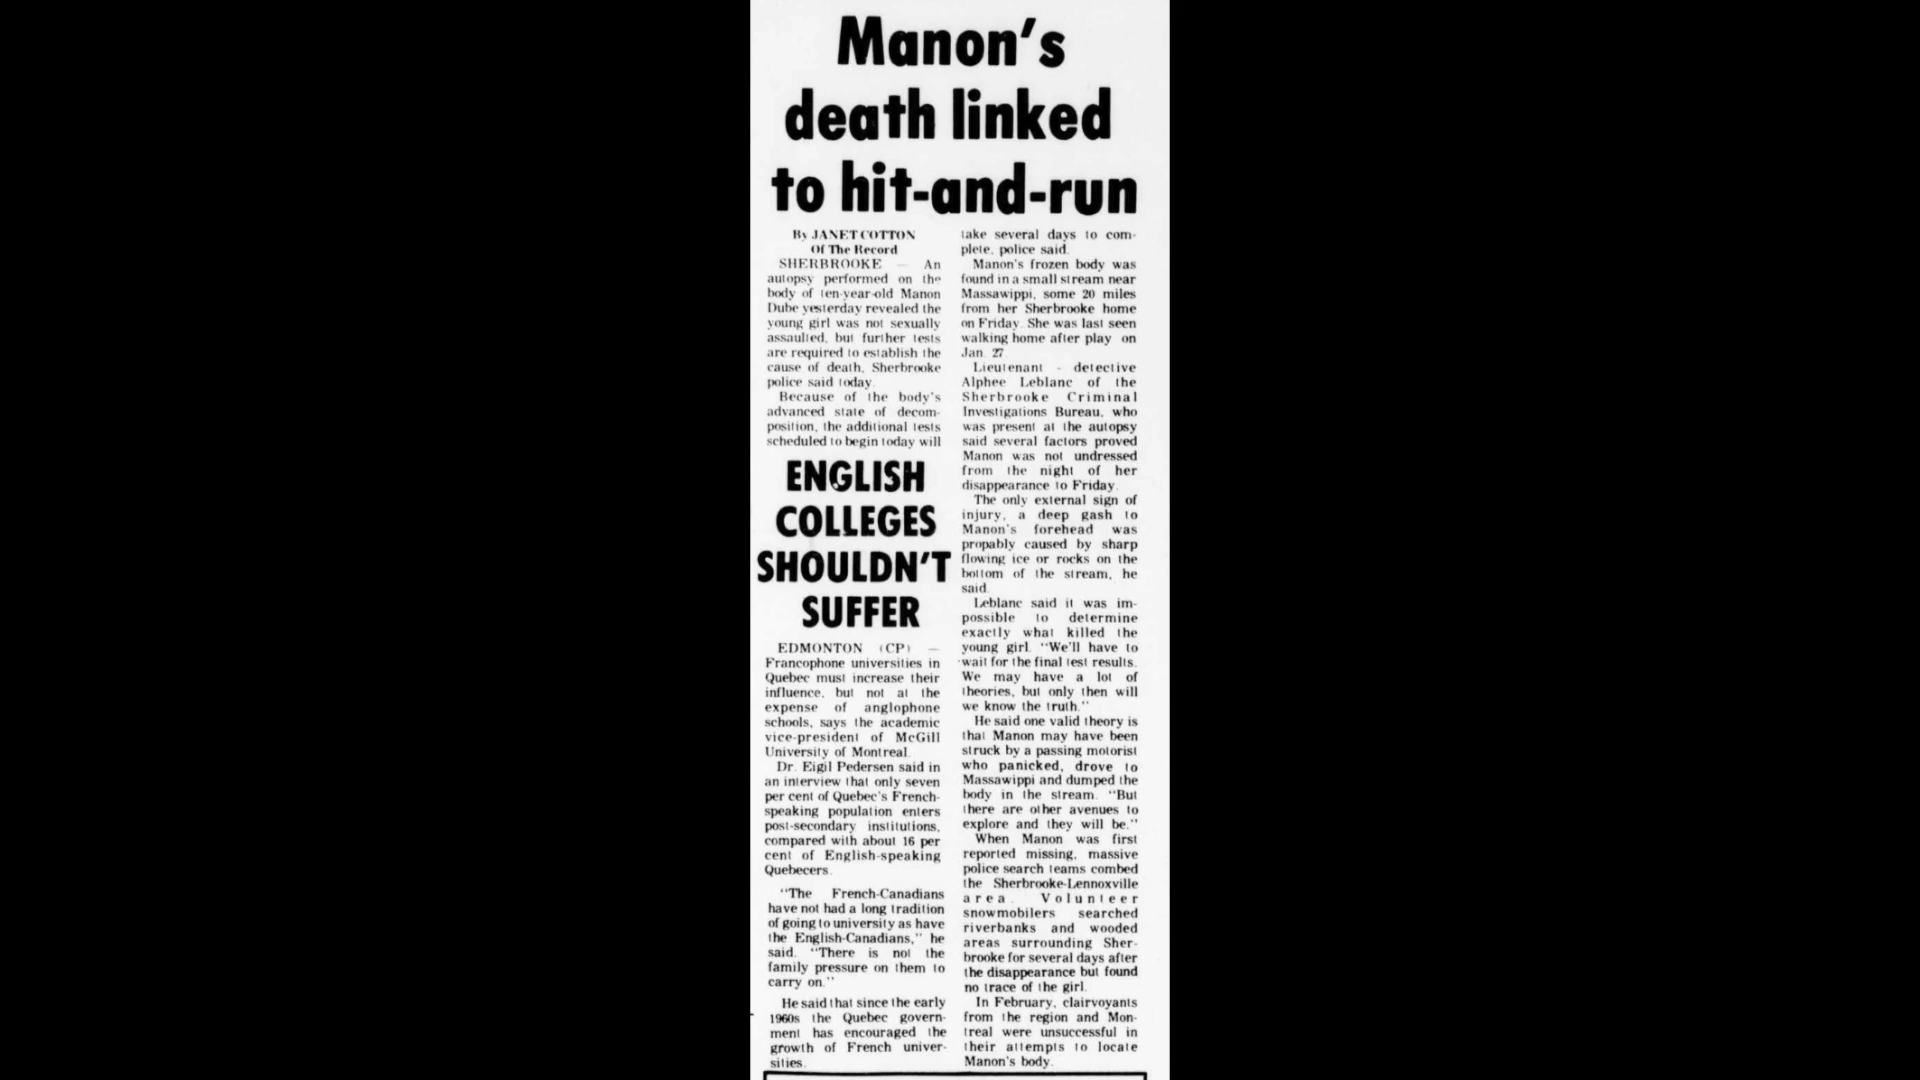 Manon's
death linked
to hit-and-run
By JANET COTTON
Of The Record
SHERBROOKE — An
autopsy performed on the
body of ten-year-old Manon
Dube yesterday revealed the
young girl was not sexually
assaulted, but further tests
are required to establish the
cause of death, Sherbrooke
police said today.
Because of the body's
advanced state of decom-
position, the additional tests
scheduled to begin today will
take several days to com-
plete, police said.
Manon's frozen body was
found in a small stream near
Massawippi, some 20 miles
from her Sherbrooke home
on Friday. She was last seen
walking home after play on
Jan. 27.
Lieutenant - detective
Alphee Leblanc of the
Sherbrooke Criminal
Investigations Bureau, who
was present at the autopsy
said several factors proved
Manon was not undressed
from the night of her
disappearance to Friday.
The only external sign of
injury, a deep gash to
Manon's forehead was
propably caused by sharp
flowing ice or rocks on the
bottom of the stream, he
said.
Leblanc said it was im-
possible to determine
exactly what killed the
young girl. "We'll have to
wait for the final test results.
We may have a lot of
theories, but only then will
we know the truth."
He said one valid theory is
that Manon may have been
struck by a passing motorist
who panicked, drove to
Massawippi and dumped the
body in the stream. "But
there are other avenues to
explore and they will be."
When Manon was first
reported missing, massive
police search teams combed
the Sherbrooke-Lennoxville
area. Volunteer
snowmobilers searched
riverbanks and wooded
areas surrounding Sher-
brooke for several days after
the disappearance but found
no trace of the girl.
In February, clairvoyants
from the region and Mon-
treal were unsuccessful in
their attempts to locate
Manon's body.
ENGLISH
COLLEGES
SHOULDN'T
SUFFER
EDMONTON (CP) —
Francophone universities in
Quebec must increase their
influence, but not at the
expense of anglophone
schools, says the academic
vice-president of McGill
University of Montreal.
Dr. Eigil Pedersen said in
an interview that only seven
per cent of Quebec's French-
speaking population enters
post-secondary institutions,
compared with about 16 per
cent of English-speaking
Quebecers.
"The French-Canadians
have not had a long tradition
of going to university as have
the English-Canadians," he
said. "There is not the
family pressure on them to
carry on."
He said that since the early
1960s the Quebec govern-
ment has encouraged the
growth of French univer-
sities.